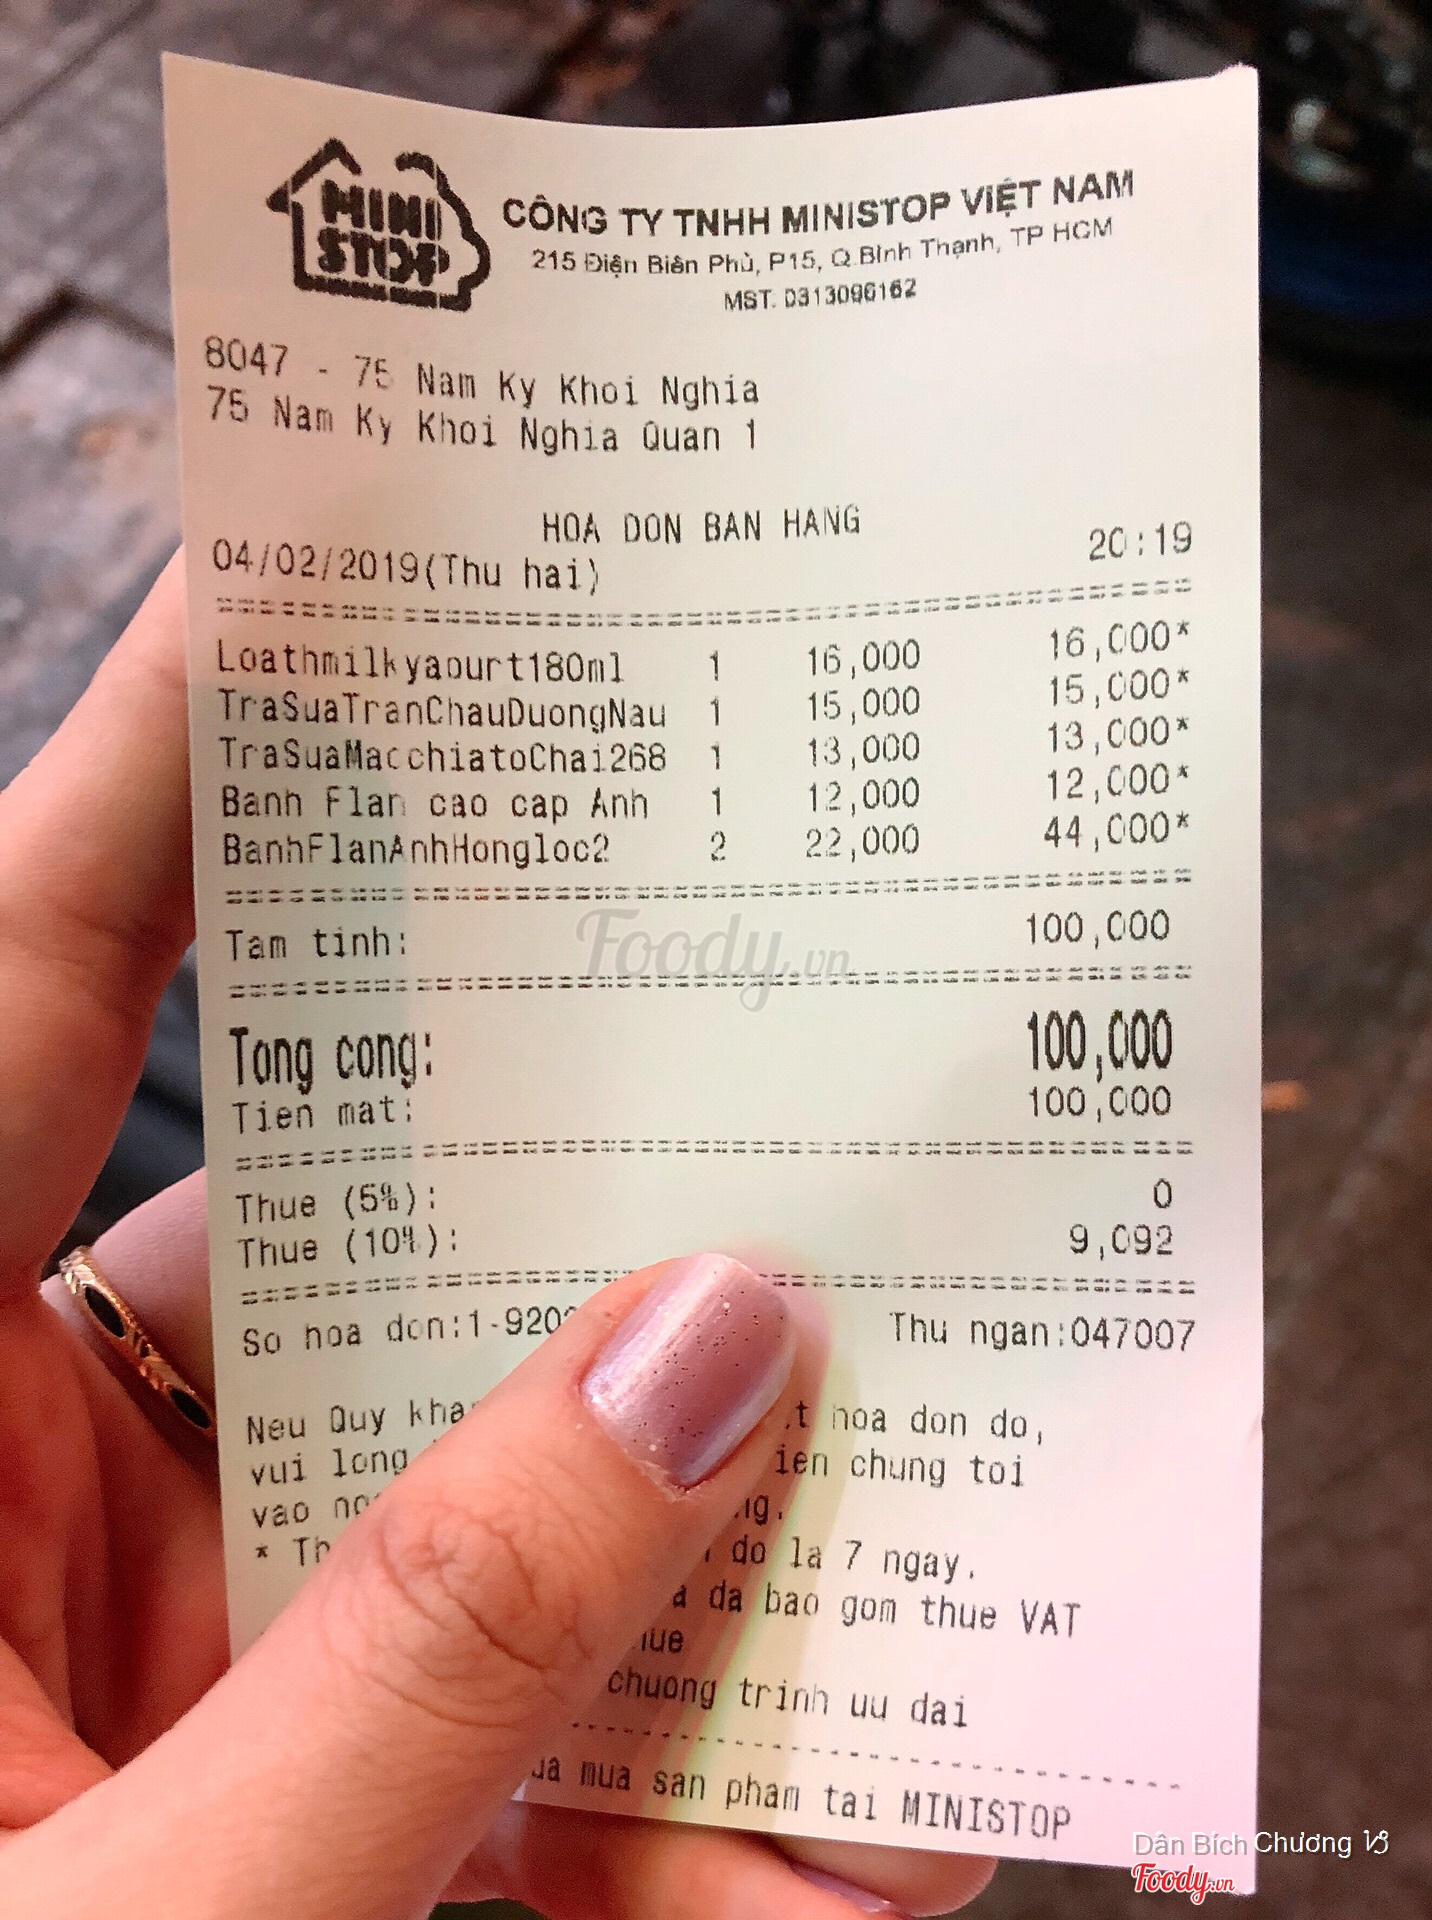 MINI
STOP
CÔNG TY TNHH MINISTOP VIỆT NAM
215 Điện Biên Phủ, P15, Q.Bình Thạnh, TP HCM
MST. 0313096162
8047 - 75 Nam Ky Khoi Nghia
75 Nam Ky Khoi Nghia Quan 1
HOA DON BAN HANG
04/02/2019(Thu hai) 20:19
Loathmilkyaourt180ml 1 16,000 16,000*
TraSuaTranChauDuongNau 1 15,000 15,000*
TraSuaMacchiatoChai268 1 13,000 13,000*
Banh Flan cao cap Anh 1 12,000 12,000*
BanhFlanAnhHongloc2 2 22,000 44,000*
Tam tinh: 100,000
Foody.vn
Tong cong: 100,000
Tien mat: 100,000
Thue (5%): 0
Thue (10%): 9,092
So hoa don:1-920 Thu ngan:047007
Neu Quy hoa don do,
vui long chung toi
vao
* do la 7 ngay.
da bao gom thue VAT
chuong trinh uu dai
mua san pham tai MINISTOP
Dân Bích Chương
Foody.vn